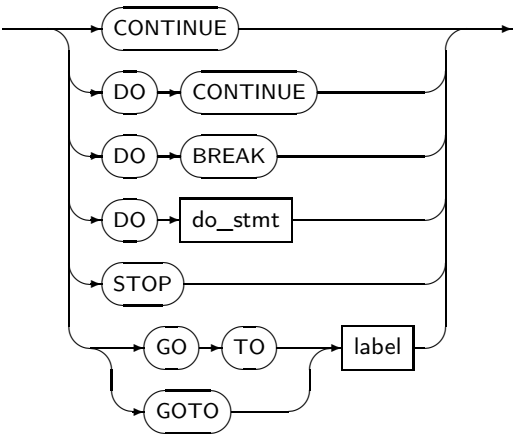 CONTINUE
DO CONTINUE
DO BREAK
DO do_stmt
STOP
GO TO label
GOTO